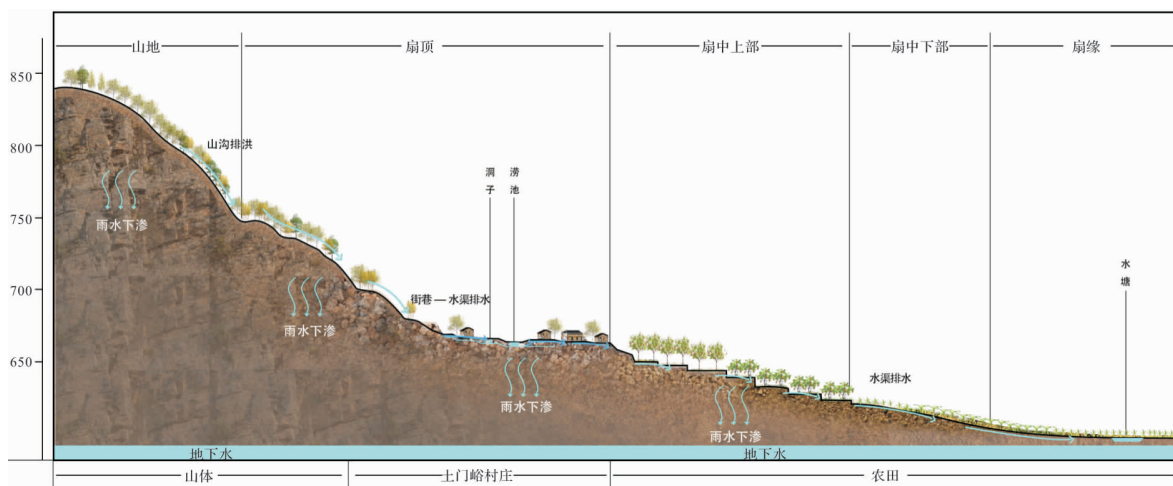 山地
扇顶
扇中上部
扇中下部
扇缘
850
800
750
700
650
山沟排洪
洞子
涝池
水塘
雨水下渗
雨水下渗
街巷—水渠排水
雨水下渗
水渠排水
雨水下渗
地下水
地下水
山体
土门峪村庄
农田